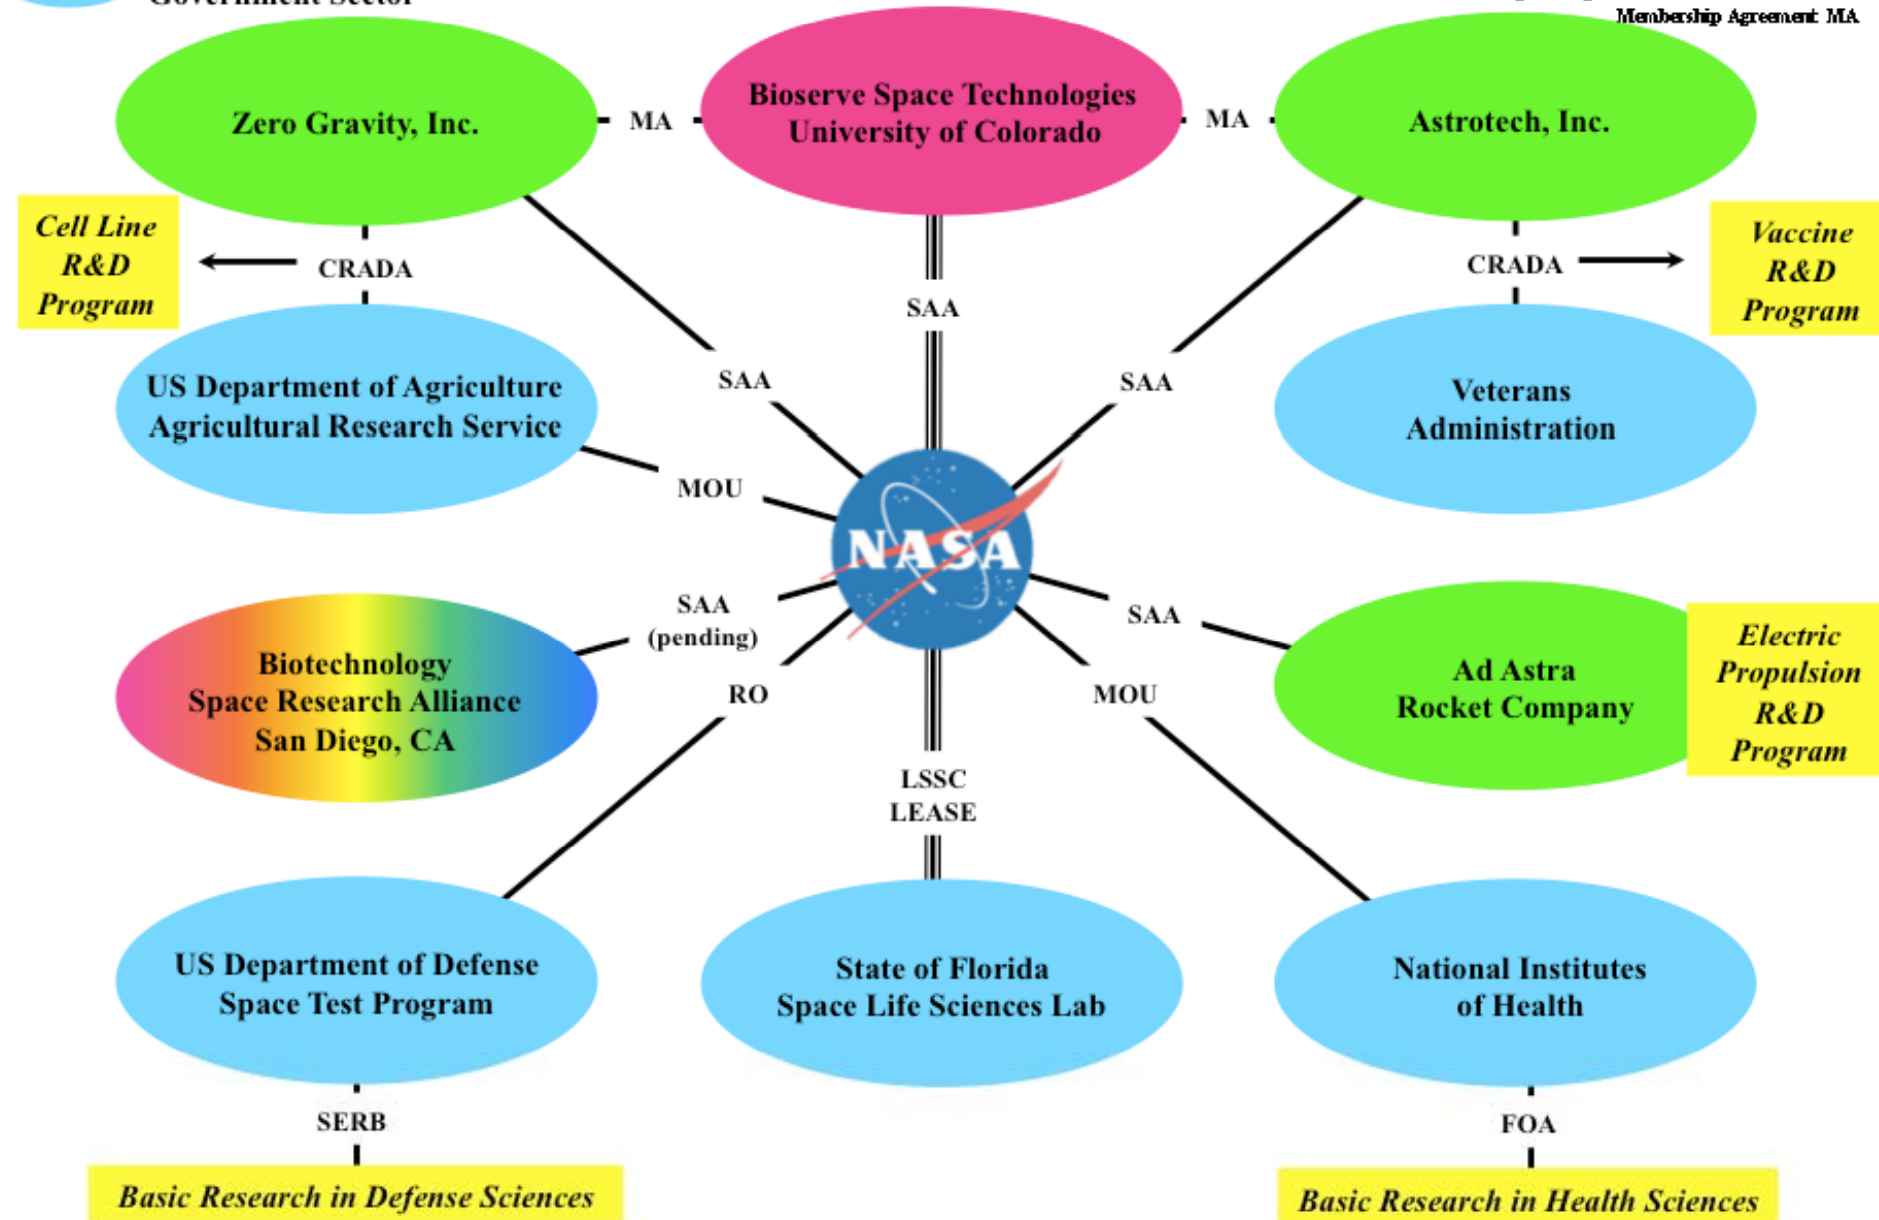 Government Sector
Membership Agreement: MA
Zero Gravity, Inc.
MA
Bioserve Space Technologies
University of Colorado
MA
Astrotech, Inc.
Cell Line
R&D
Program
CRADA
SAA
CRADA
Vaccine
R&D
Program
US Department of Agriculture
Agricultural Research Service
SAA
SAA
Veterans
Administration
MOU
NASA
SAA
(pending)
SAA
Biotechnology
Space Research Alliance
San Diego, CA
RO
MOU
Ad Astra
Rocket Company
Electric
Propulsion
R&D
Program
LSSC
LEASE
US Department of Defense
Space Test Program
State of Florida
Space Life Sciences Lab
National Institutes
of Health
SERB
FOA
Basic Research in Defense Sciences
Basic Research in Health Sciences